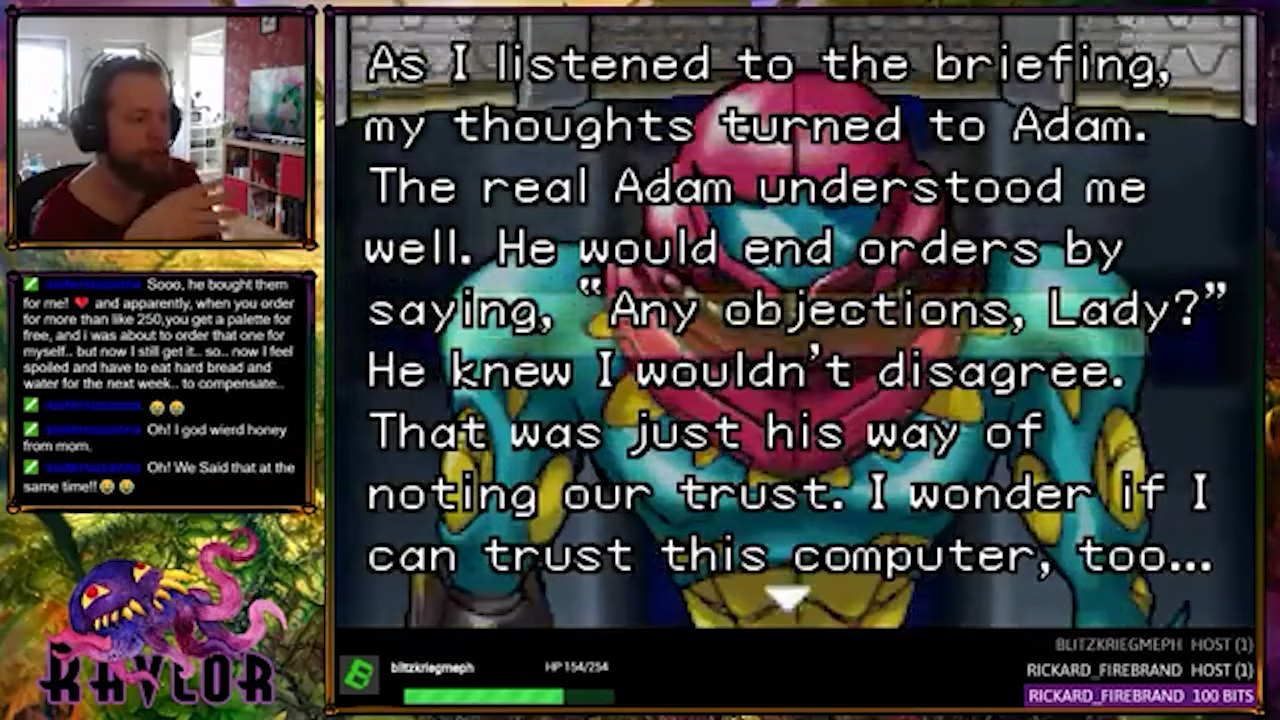 As I listened to the briefing,
my thoughts turned to Adam.
The real Adam understood me
well. He would end orders by
saying, “Any objections, Lady?”
He knew I wouldn't disagree.
That was just his way of
noting our trust. I wonder if I
can trust this computer, too...
Sooo, he bought them
for me! ❤ and apparently, when you order
for more than like 250,you get a palette for
free, and i was about to order that one for
myself.. but now I still get it.. so.. now I feel
spoiled and have to eat hard bread and
water for the next week.. to compensate..
😭 😭
Oh! I god wierd honey
from mom.
Oh! We Said that at the
same time!! 😭 😭
KAYLOR
blitzkriegmeph HP 154/254
BLITZKRIEGMEPH HOST (1)
RICKARD_FIREBRAND HOST (1)
RICKARD_FIREBRAND 100 BITS